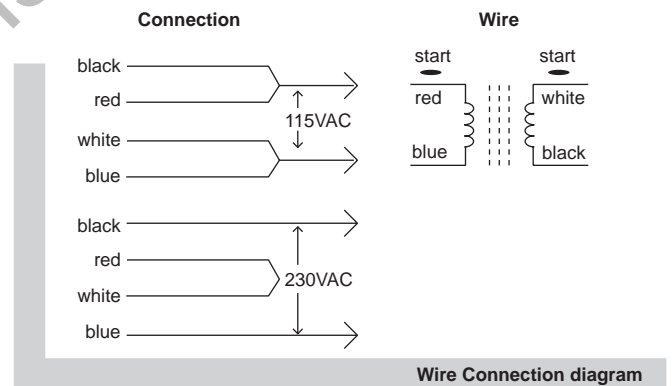 Connection
Wire
black
red
115VAC
white
blue
black
red
230VAC
white
blue
start
start
red
white
blue
black
Wire Connection diagram